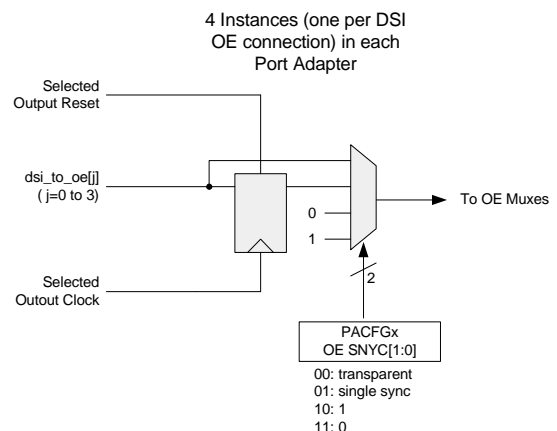 4 Instances (one per DSI
OE connection) in each
Port Adapter
Selected
Output Reset
dsi_to_oe[j]
( j=0 to 3)
0
1
To OE Muxes
2
Selected
Outout Clock
PACFGx
OE SNYC[1:0]
00: transparent
01: single sync
10: 1
11: 0